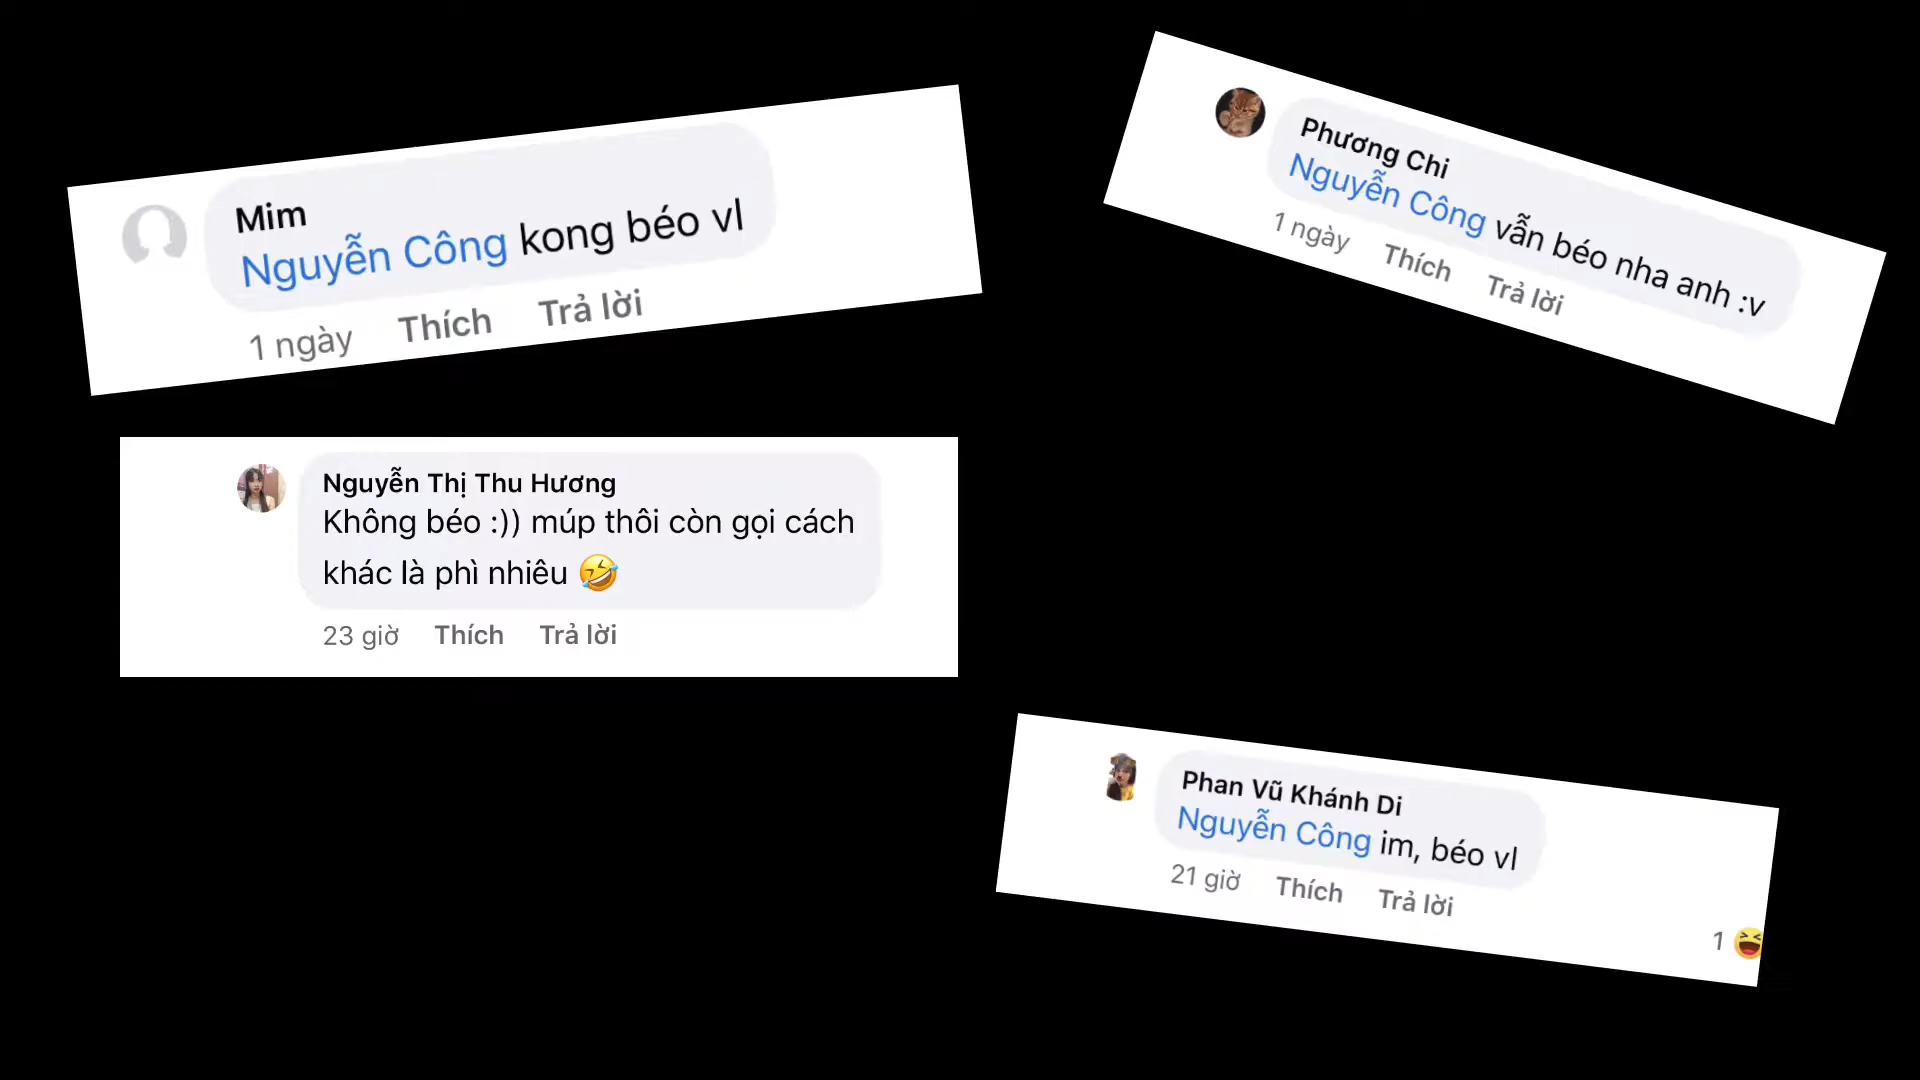 Mim
Nguyễn Công kong béo vl
1 ngày Thích Trả lời
Phương Chi
Nguyễn Công vẫn béo nha anh :v
1 ngày Thích Trả lời
Nguyễn Thị Thu Hương
Không béo :)) múp thôi còn gọi cách
khác là phì nhiêu 🤣
23 giờ Thích Trả lời
Phan Vũ Khánh Di
Nguyễn Công im, béo vl
21 giờ Thích Trả lời
1 😆